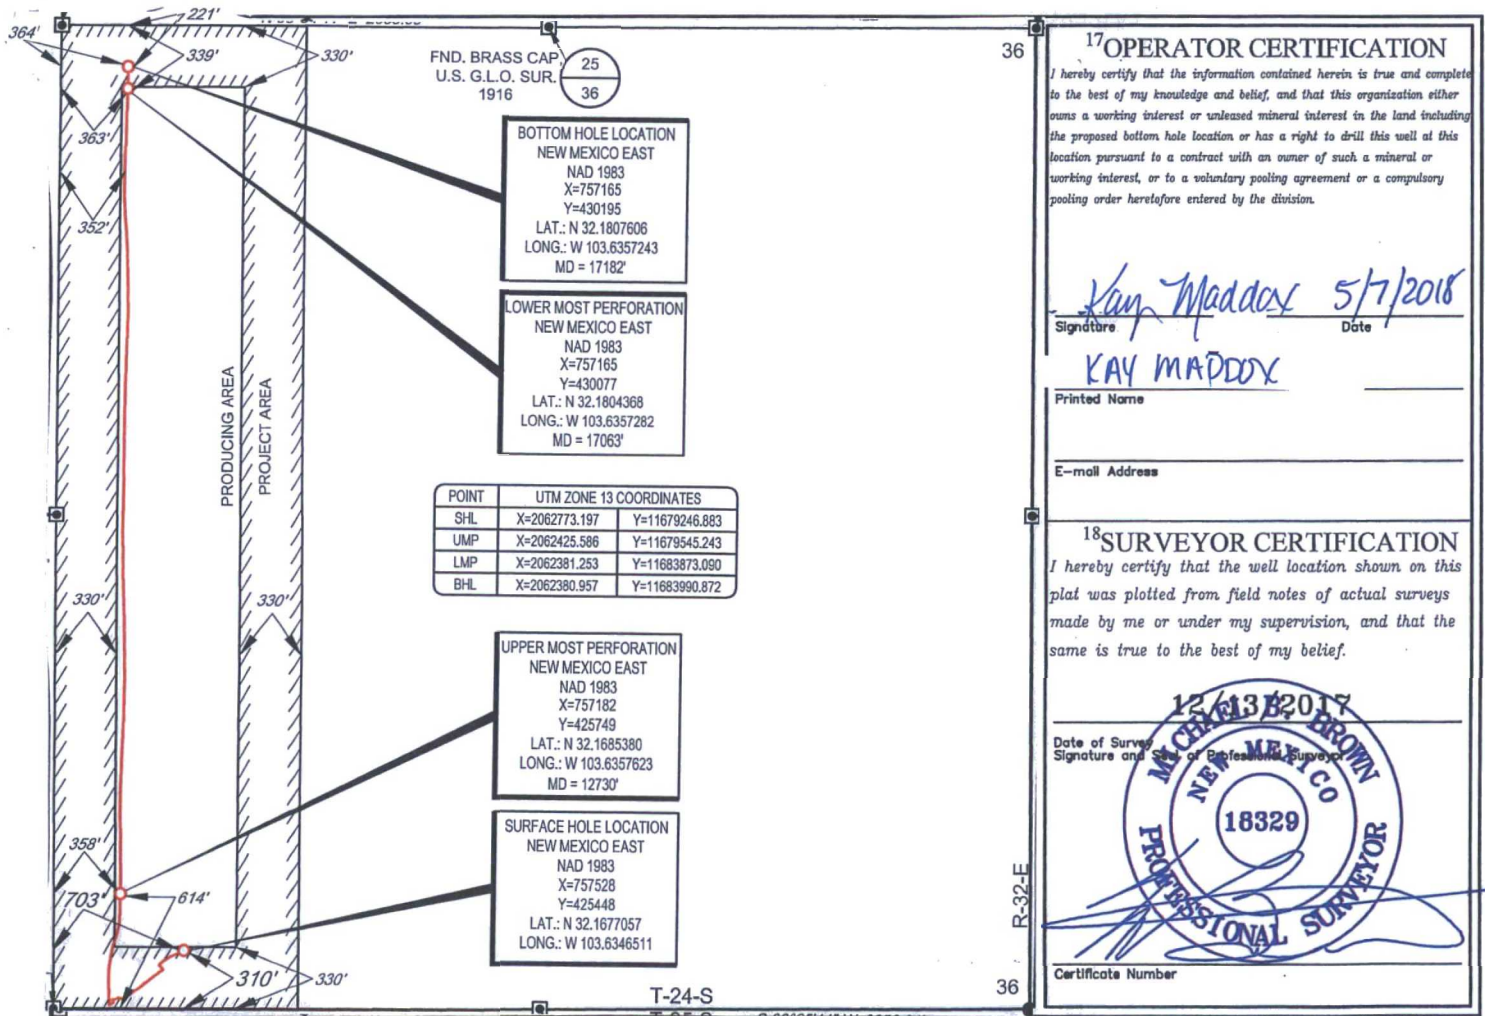 221'
364'
339'
330'
363'
352'
FND. BRASS CAP
U.S. G.L.O. SUR.
1916
25
36
36
BOTTOM HOLE LOCATION
NEW MEXICO EAST
NAD 1983
X=757165
Y=430195
LAT.: N 32.1807606
LONG.: W 103.6357243
MD = 17182'
LOWER MOST PERFORATION
NEW MEXICO EAST
NAD 1983
X=757165
Y=430077
LAT.: N 32.1804368
LONG.: W 103.6357282
MD = 17063'
PRODUCING AREA
PROJECT AREA
POINT UTM ZONE 13 COORDINATES
SHL X=2062773.197 Y=11679246.883
UMP X=2062425.586 Y=11679545.243
LMP X=2062381.253 Y=11683873.090
BHL X=2062380.957 Y=11683990.872
330'
330'
UPPER MOST PERFORATION
NEW MEXICO EAST
NAD 1983
X=757182
Y=425749
LAT.: N 32.1685380
LONG.: W 103.6357623
MD = 12730'
SURFACE HOLE LOCATION
NEW MEXICO EAST
NAD 1983
X=757528
Y=425448
LAT.: N 32.1677057
LONG.: W 103.6346511
358'
703'
614'
310'
330'
R-32-E
T-24-S
36
17OPERATOR CERTIFICATION
I hereby certify that the information contained herein is true and complete
to the best of my knowledge and belief, and that this organization either
owns a working interest or unleased mineral interest in the land including
the proposed bottom hole location or has a right to drill this well at this
location pursuant to a contract with an owner of such a mineral or
working interest, or to a voluntary pooling agreement or a compulsory
pooling order heretofore entered by the division.
Kay Maddox 5/7/2018
Signature Date
KAY MADDOX
Printed Name
E-mail Address
18SURVEYOR CERTIFICATION
I hereby certify that the well location shown on this
plat was plotted from field notes of actual surveys
made by me or under my supervision, and that the
same is true to the best of my belief.
12/13/2017
Date of Survey
Signature and Seal of Professional Surveyor
MICHAEL B. BROWN
NEW MEXICO
18329
PROFESSIONAL SURVEYOR
Certificate Number